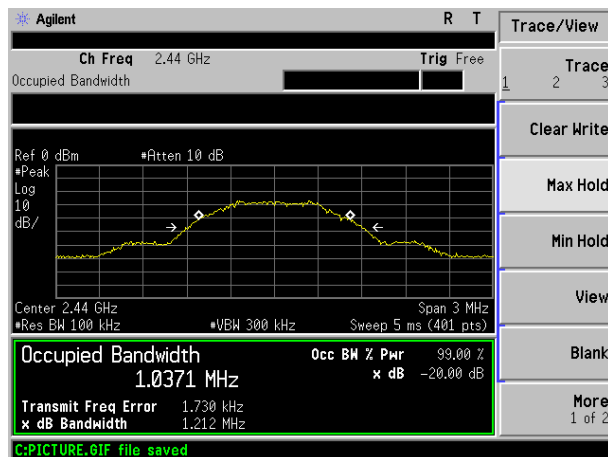 Agilent R T
Trace/View
Ch Freq 2.44 GHz Trig Free
Occupied Bandwidth
Trace
1 2 3
Clear Write
Max Hold
Min Hold
View
Blank
More
1 of 2
Ref 0 dBm #Atten 10 dB
#Peak
Log
10
dB/
Center 2.44 GHz Span 3 MHz
#Res BW 100 kHz #VBW 300 kHz Sweep 5 ms (401 pts)
Occupied Bandwidth Occ BW % Pwr 99.00 %
1.0371 MHz x dB -20.00 dB
Transmit Freq Error 1.730 kHz
x dB Bandwidth 1.212 MHz
C:PICTURE.GIF file saved